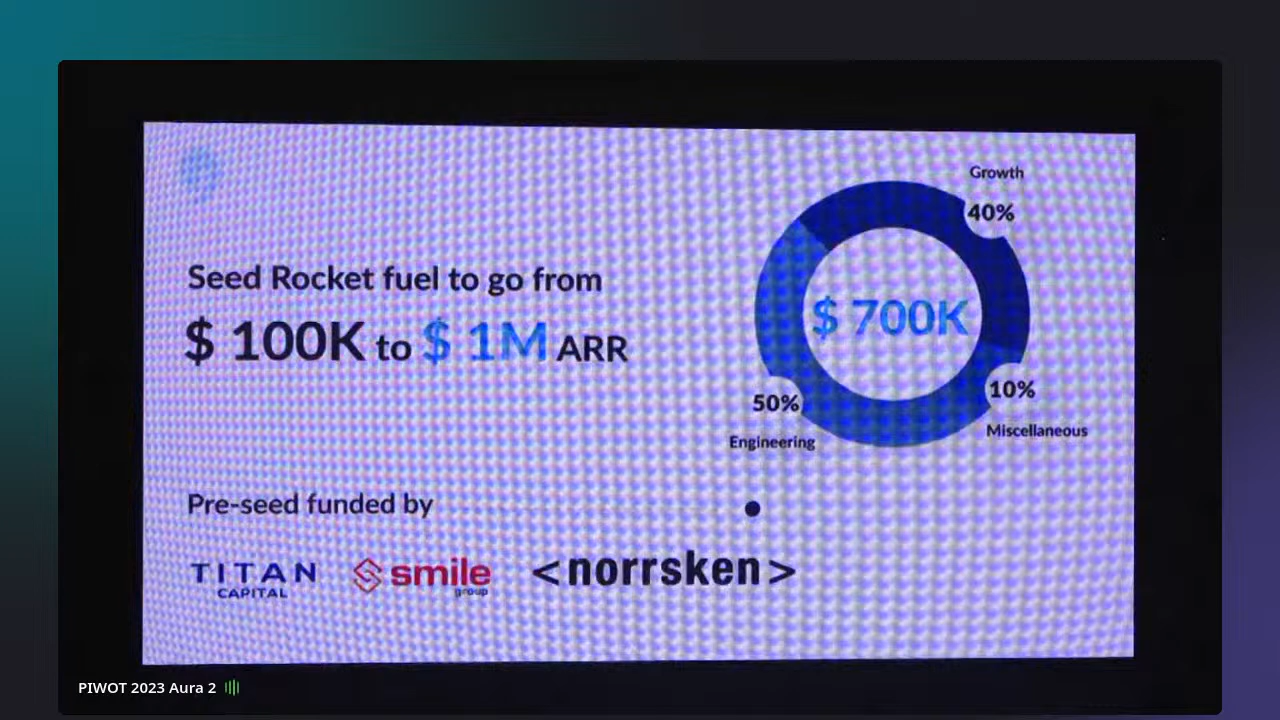 Seed Rocket fuel to go from
$ 100K to $ 1M ARR
Growth
40%
$ 700K
50%
Engineering
10%
Miscellaneous
Pre-seed funded by
TITAN
CAPITAL
smile
group
<norrsken>
PIWOT 2023 Aura 2